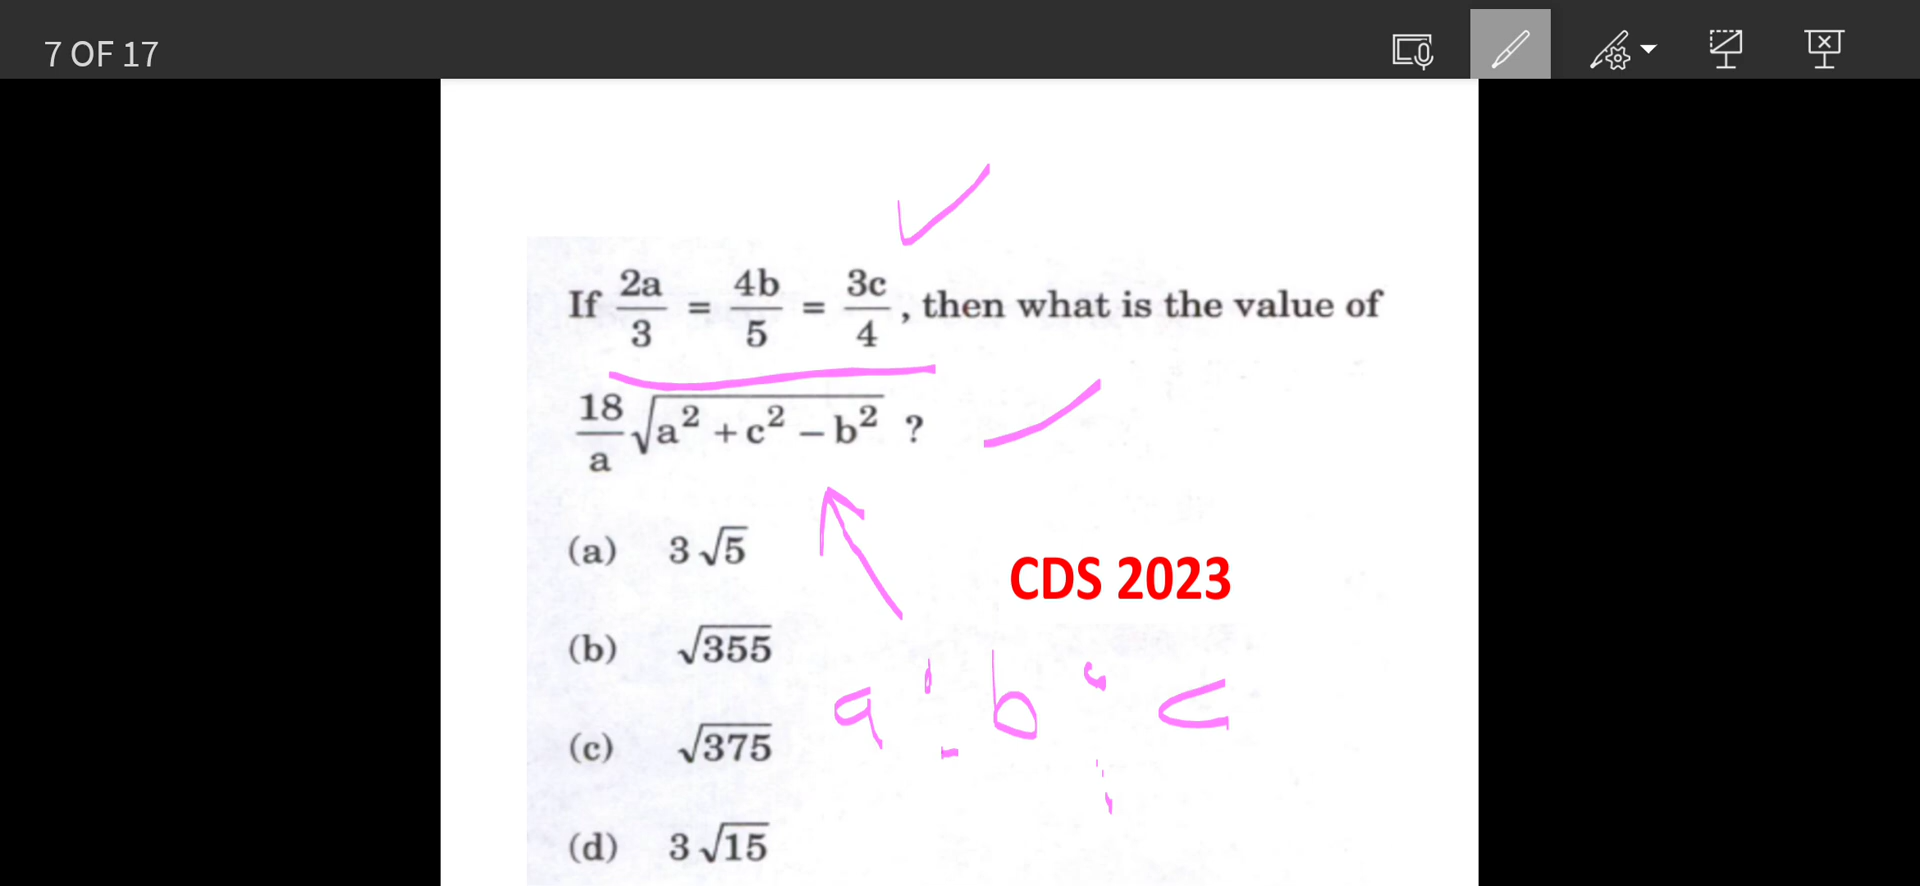 7 OF 17
If 2a/3 = 4b/5 = 3c/4, then what is the value of
18/a √(a² + c² – b²) ?
(a) 3√5
CDS 2023
(b) √355
a : b : c
(c) √375
(d) 3√15